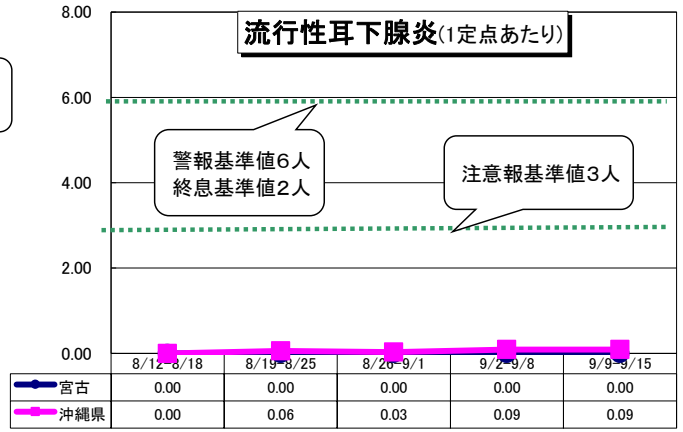 流行性耳下腺炎(1定点あたり)
8.00
6.00
4.00
2.00
0.00
警報基準値6人
終息基準値2人
注意報基準値3人
8/12-8/18 8/19-8/25 8/26-9/1 9/2-9/8 9/9-9/15
宮古 0.00 0.00 0.00 0.00 0.00
沖縄県 0.00 0.06 0.03 0.09 0.09